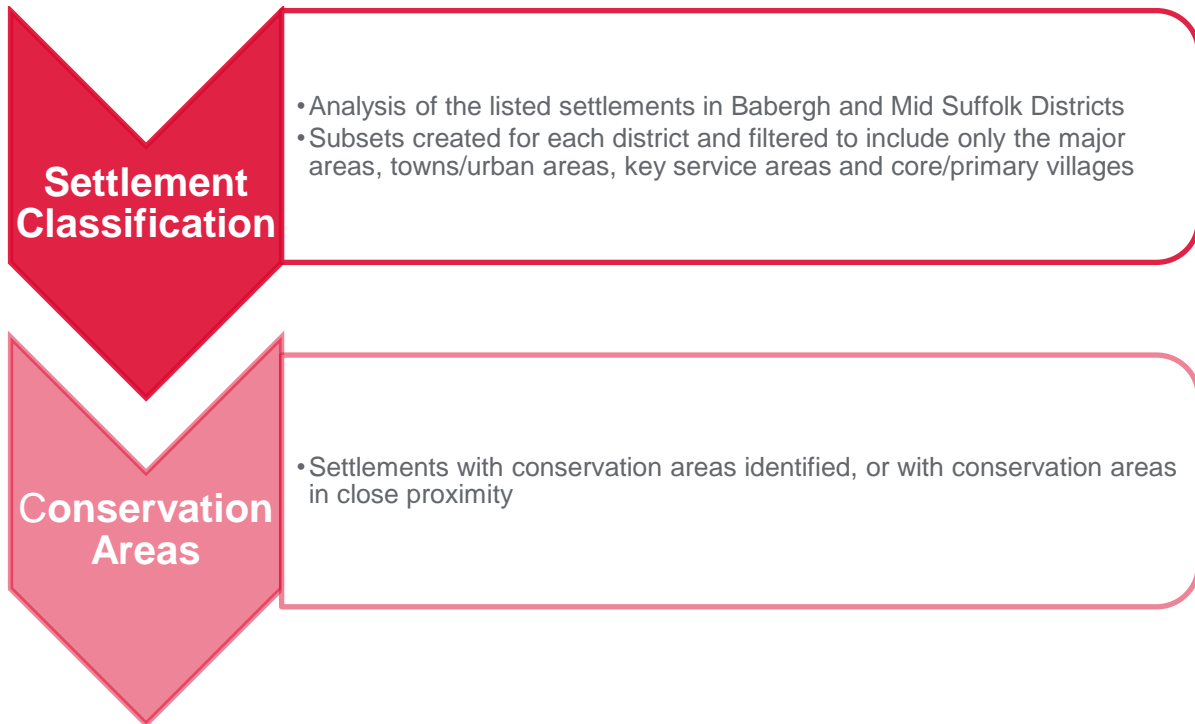 Settlement
Classification
•Analysis of the listed settlements in Babergh and Mid Suffolk Districts
•Subsets created for each district and filtered to include only the major
areas, towns/urban areas, key service areas and core/primary villages
Conservation
Areas
•Settlements with conservation areas identified, or with conservation areas
in close proximity